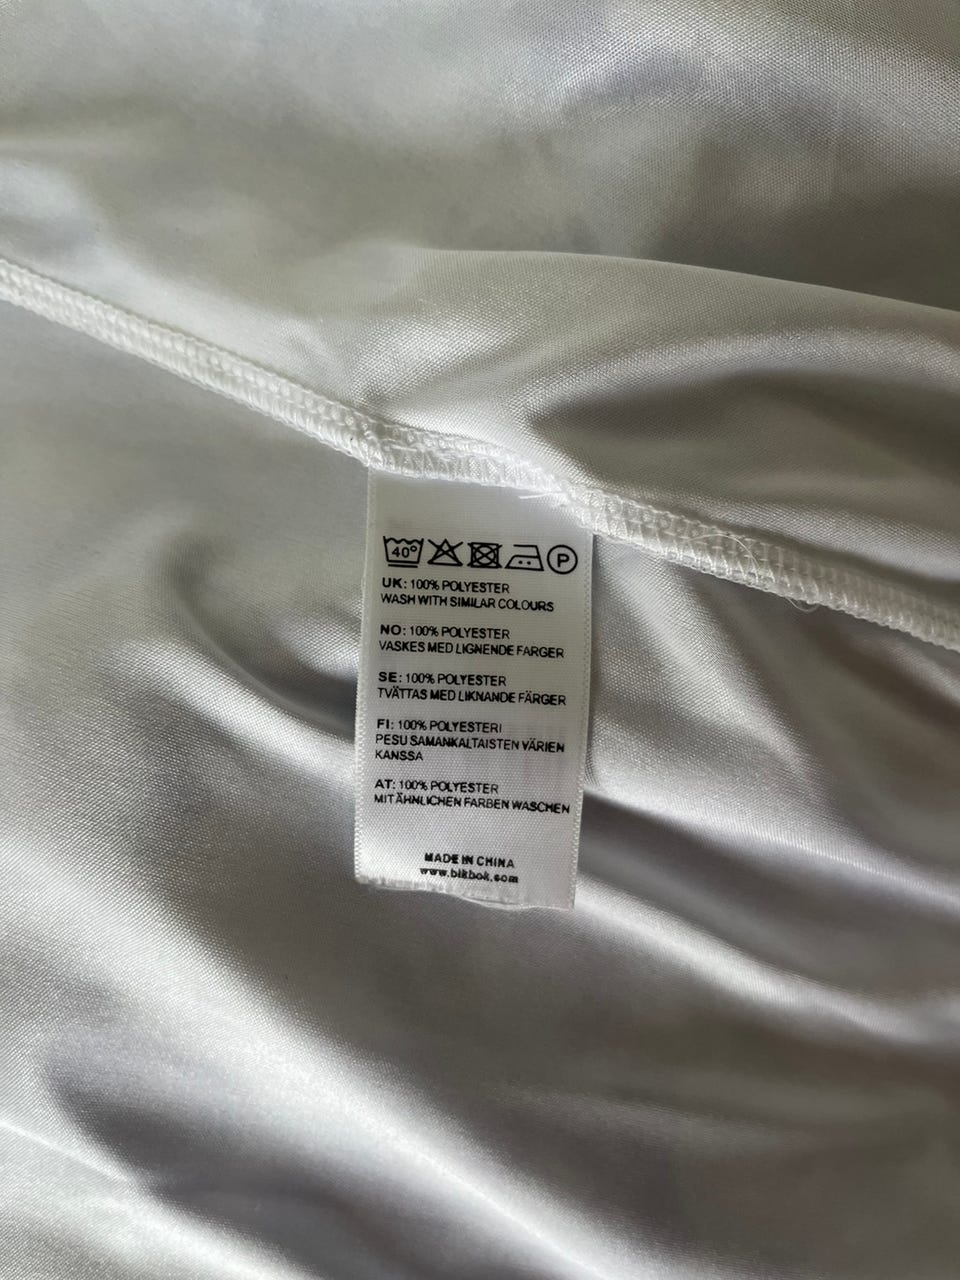 40°
P
UK: 100% POLYESTER
WASH WITH SIMILAR COLOURS
NO: 100% POLYESTER
VASKES MED LIGNENDE FARGER
SE: 100% POLYESTER
TVÄTTAS MED LIKNANDE FÄRGER
FI: 100% POLYESTERI
PESU SAMANKALTAISTEN VÄRIEN
KANSSA
AT: 100% POLYESTER
MIT ÄHNLICHEN FARBEN WASCHEN
MADE IN CHINA
www.bikbok.com